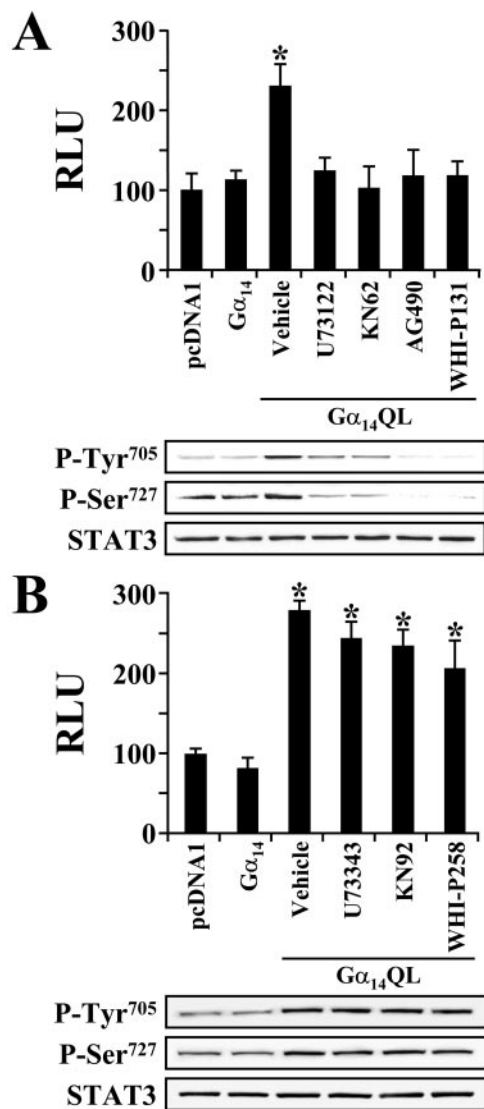 A
300
200
100
0
RLU
*
pcDNA1
Gα₁₄
Vehicle
U73122
KN62
AG490
WHI-P131
Gα₁₄QL
P-Tyr⁷⁰⁵
P-Ser⁷²⁷
STAT3
B
300
200
100
0
RLU
* * * *
pcDNA1
Gα₁₄
Vehicle
U73343
KN92
WHI-P258
Gα₁₄QL
P-Tyr⁷⁰⁵
P-Ser⁷²⁷
STAT3